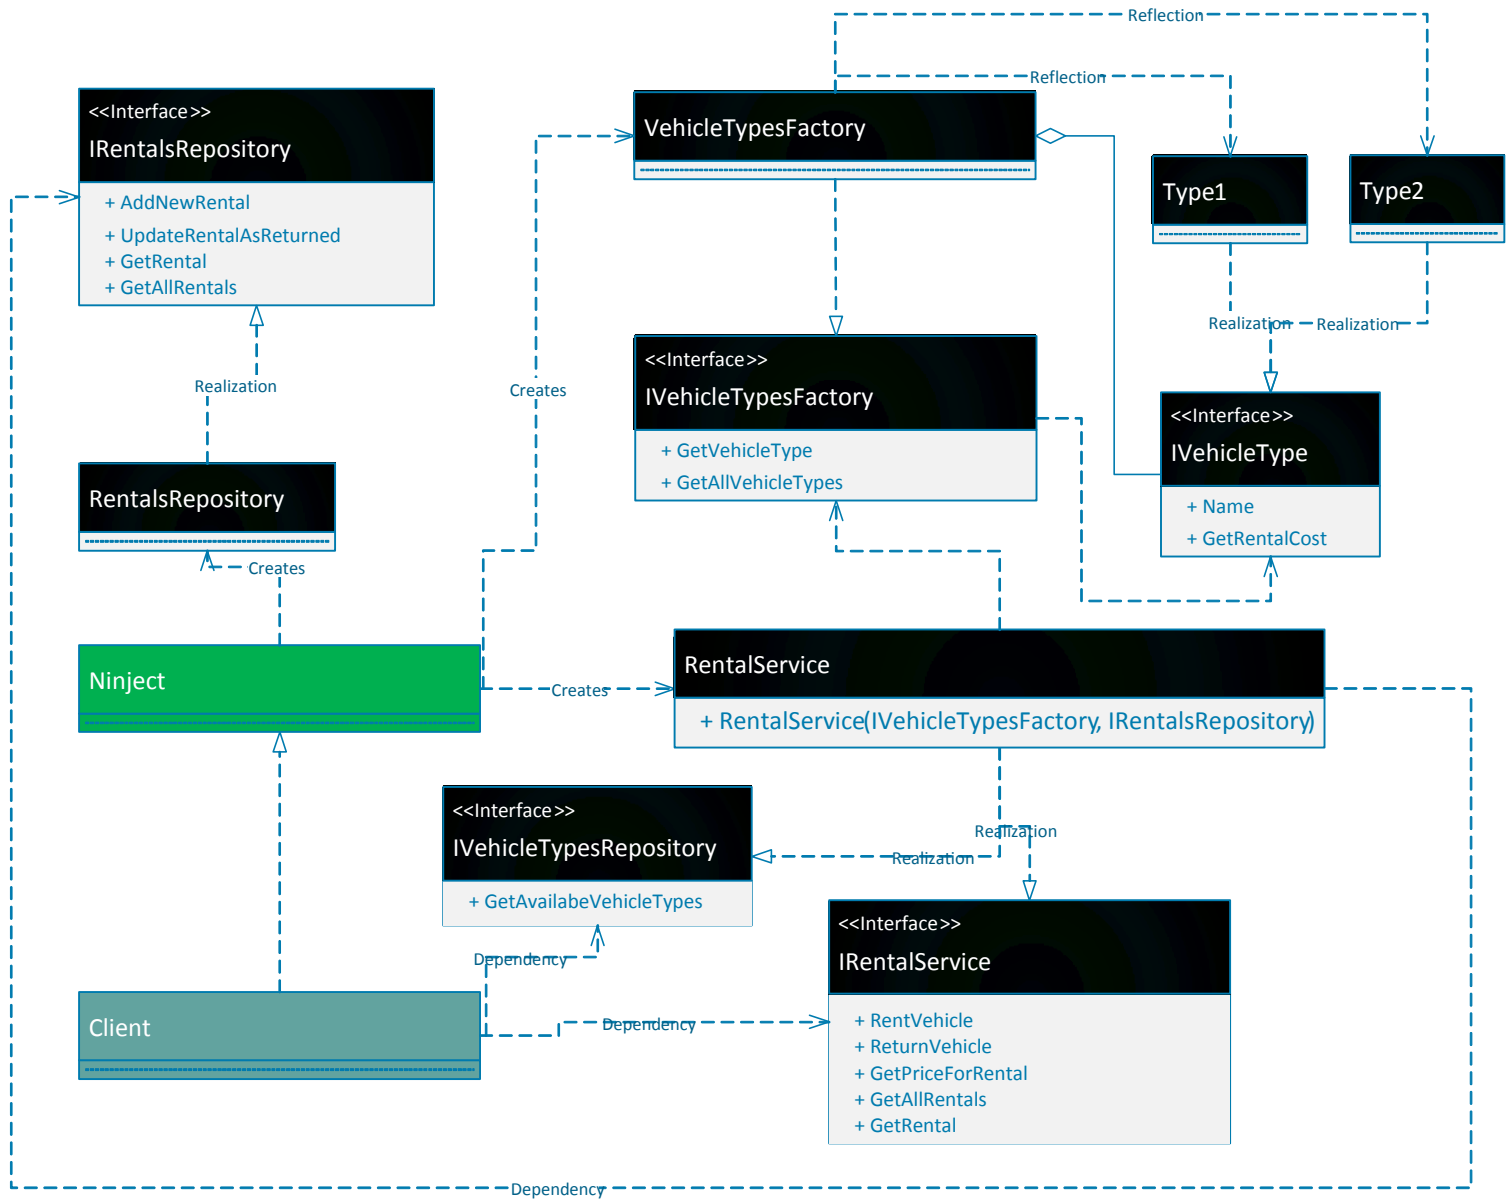 Reflection
Reflection
<<Interface>>
IRentalsRepository
+ AddNewRental
+ UpdateRentalAsReturned
+ GetRental
+ GetAllRentals
VehicleTypesFactory
Type1
Type2
Realization
Realization
Realization
Creates
<<Interface>>
IVehicleTypesFactory
+ GetVehicleType
+ GetAllVehicleTypes
<<Interface>>
IVehicleType
+ Name
+ GetRentalCost
RentalsRepository
Creates
Ninject
Creates
RentalService
+ RentalService(IVehicleTypesFactory, IRentalsRepository)
<<Interface>>
IVehicleTypesRepository
+ GetAvailabeVehicleTypes
Realization
Realization
<<Interface>>
IRentalService
+ RentVehicle
+ ReturnVehicle
+ GetPriceForRental
+ GetAllRentals
+ GetRental
Dependency
Client
Dependency
Dependency